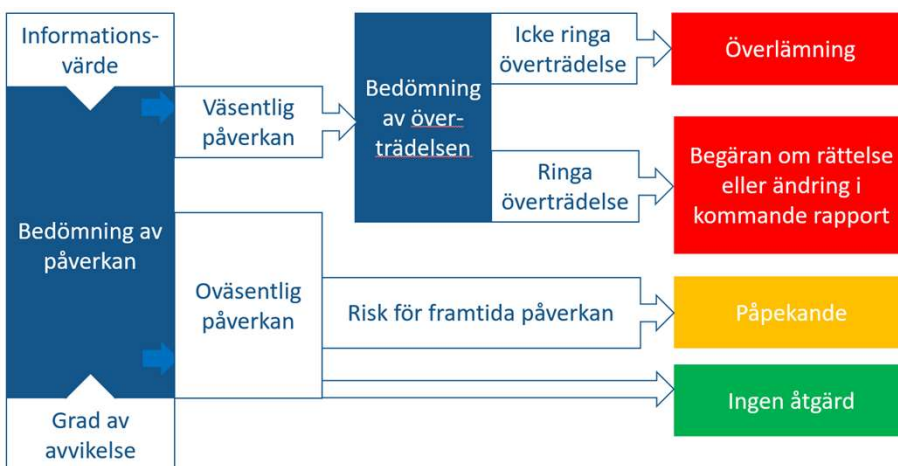 Informations-
värde
Bedömning av
påverkan
Grad av
avvikelse
Väsentlig
påverkan
Oväsentlig
påverkan
Bedömning
av över-
trädelsen
Icke ringa
överträdelse
Ringa
överträdelse
Risk för framtida påverkan
Överlämning
Begäran om rättelse
eller ändring i
kommande rapport
Påpekande
Ingen åtgärd